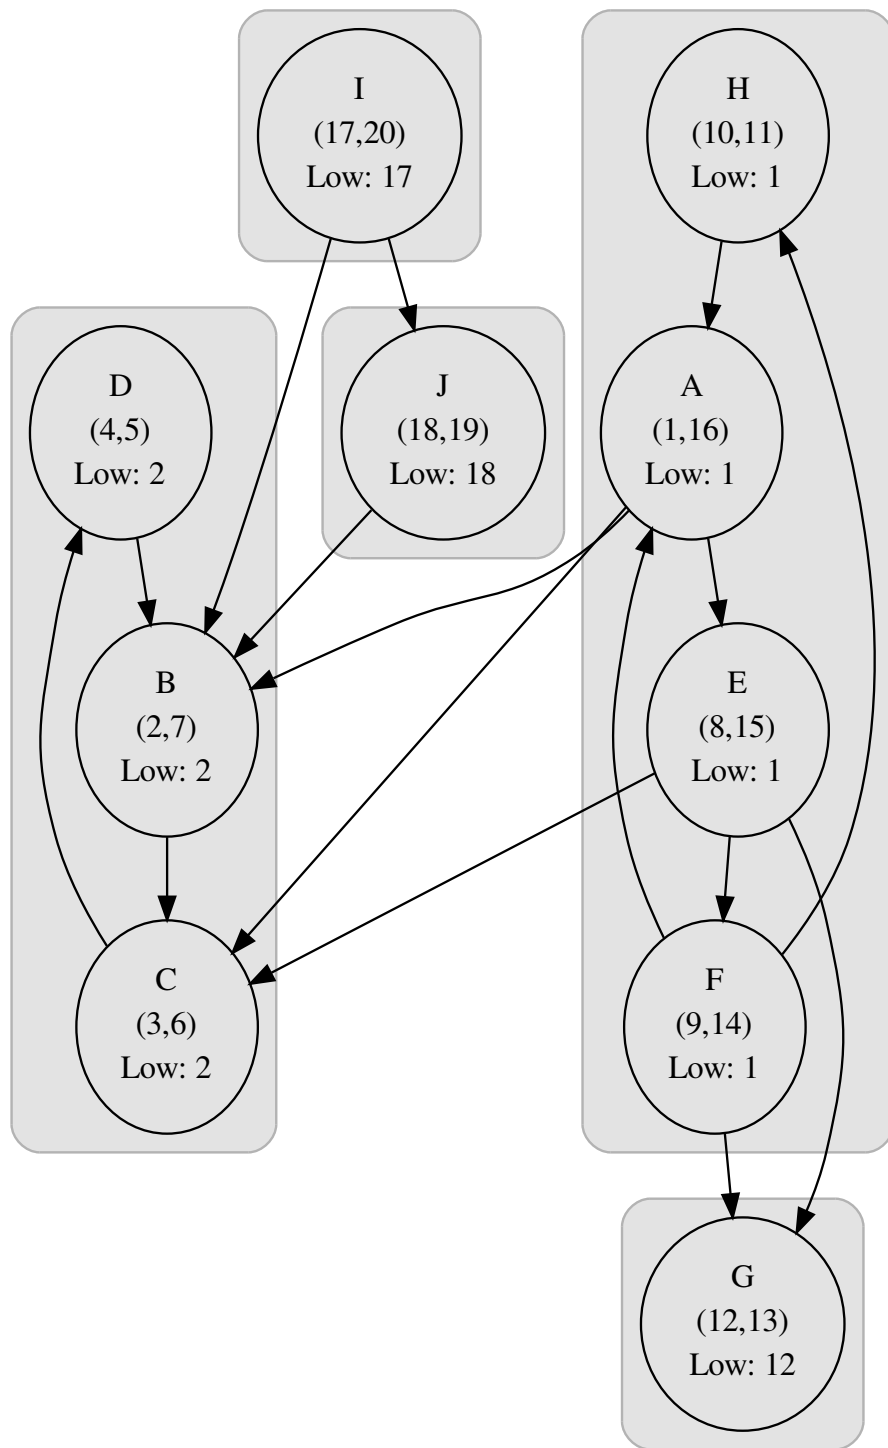 I
(17,20)
Low: 17
H
(10,11)
Low: 1
D
(4,5)
Low: 2
J
(18,19)
Low: 18
A
(1,16)
Low: 1
B
(2,7)
Low: 2
E
(8,15)
Low: 1
C
(3,6)
Low: 2
F
(9,14)
Low: 1
G
(12,13)
Low: 12